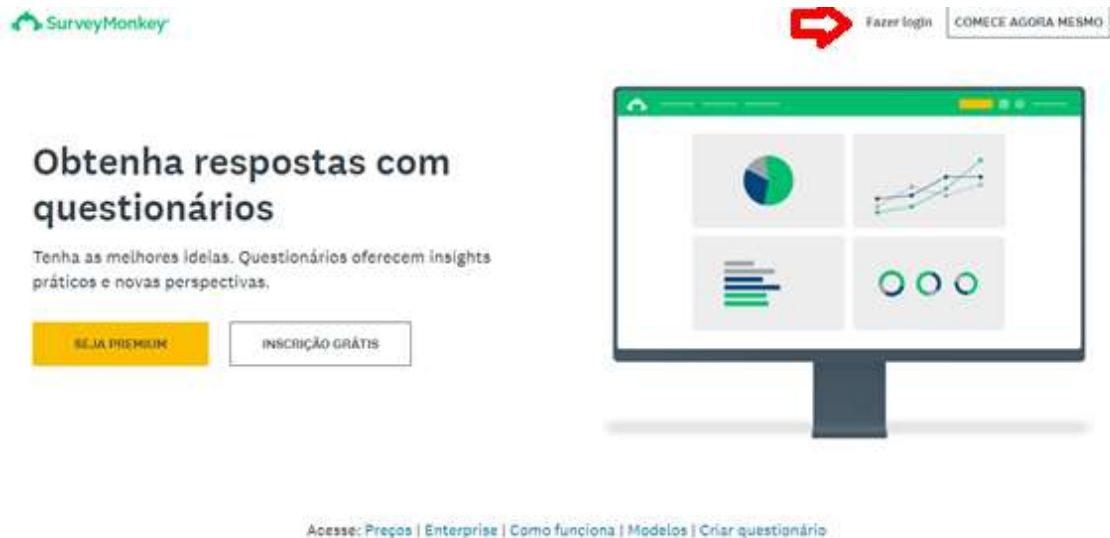 SurveyMonkey
Fazer login COMECE AGORA MESMO
Obtenha respostas com
questionários
Tenha as melhores ideias. Questionários oferecem insights
práticos e novas perspectivas.
SEJA PREMIUM INSCRIÇÃO GRÁTIS
Acesse: Preços | Enterprise | Como funciona | Modelos | Criar questionário